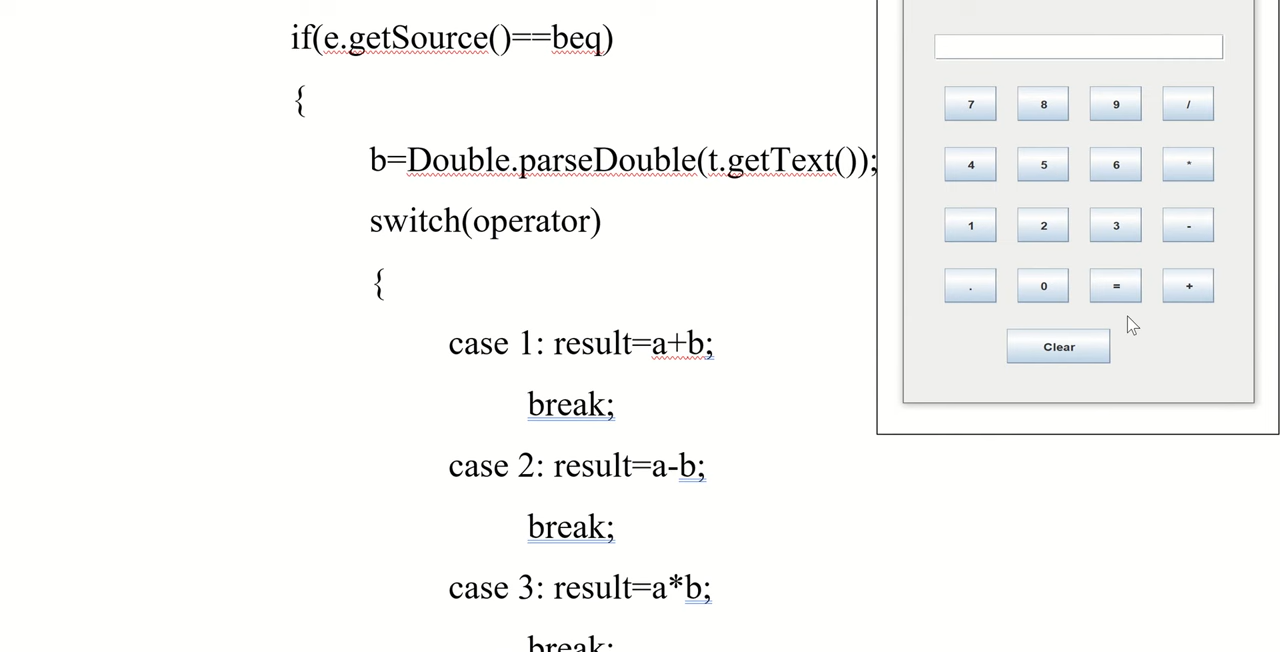 if(e.getSource()==beq)
{
b=Double.parseDouble(t.getText());
switch(operator)
{
case 1: result=a+b;
break;
case 2: result=a-b;
break;
case 3: result=a*b;
break;
7 8 9 /
4 5 6 *
1 2 3 -
. 0 = +
Clear